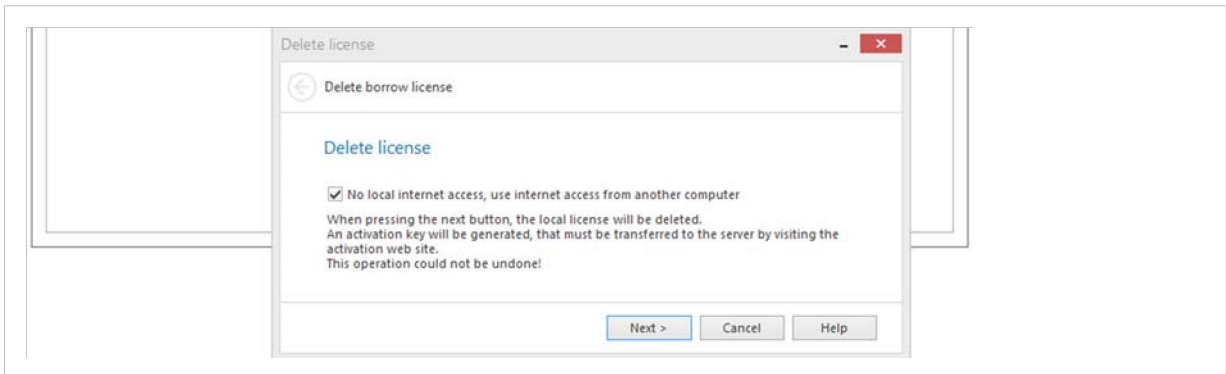 Delete license
Delete borrow license
Delete license
No local internet access, use internet access from another computer
When pressing the next button, the local license will be deleted.
An activation key will be generated, that must be transferred to the server by visiting the
activation web site.
This operation could not be undone!
Next > Cancel Help